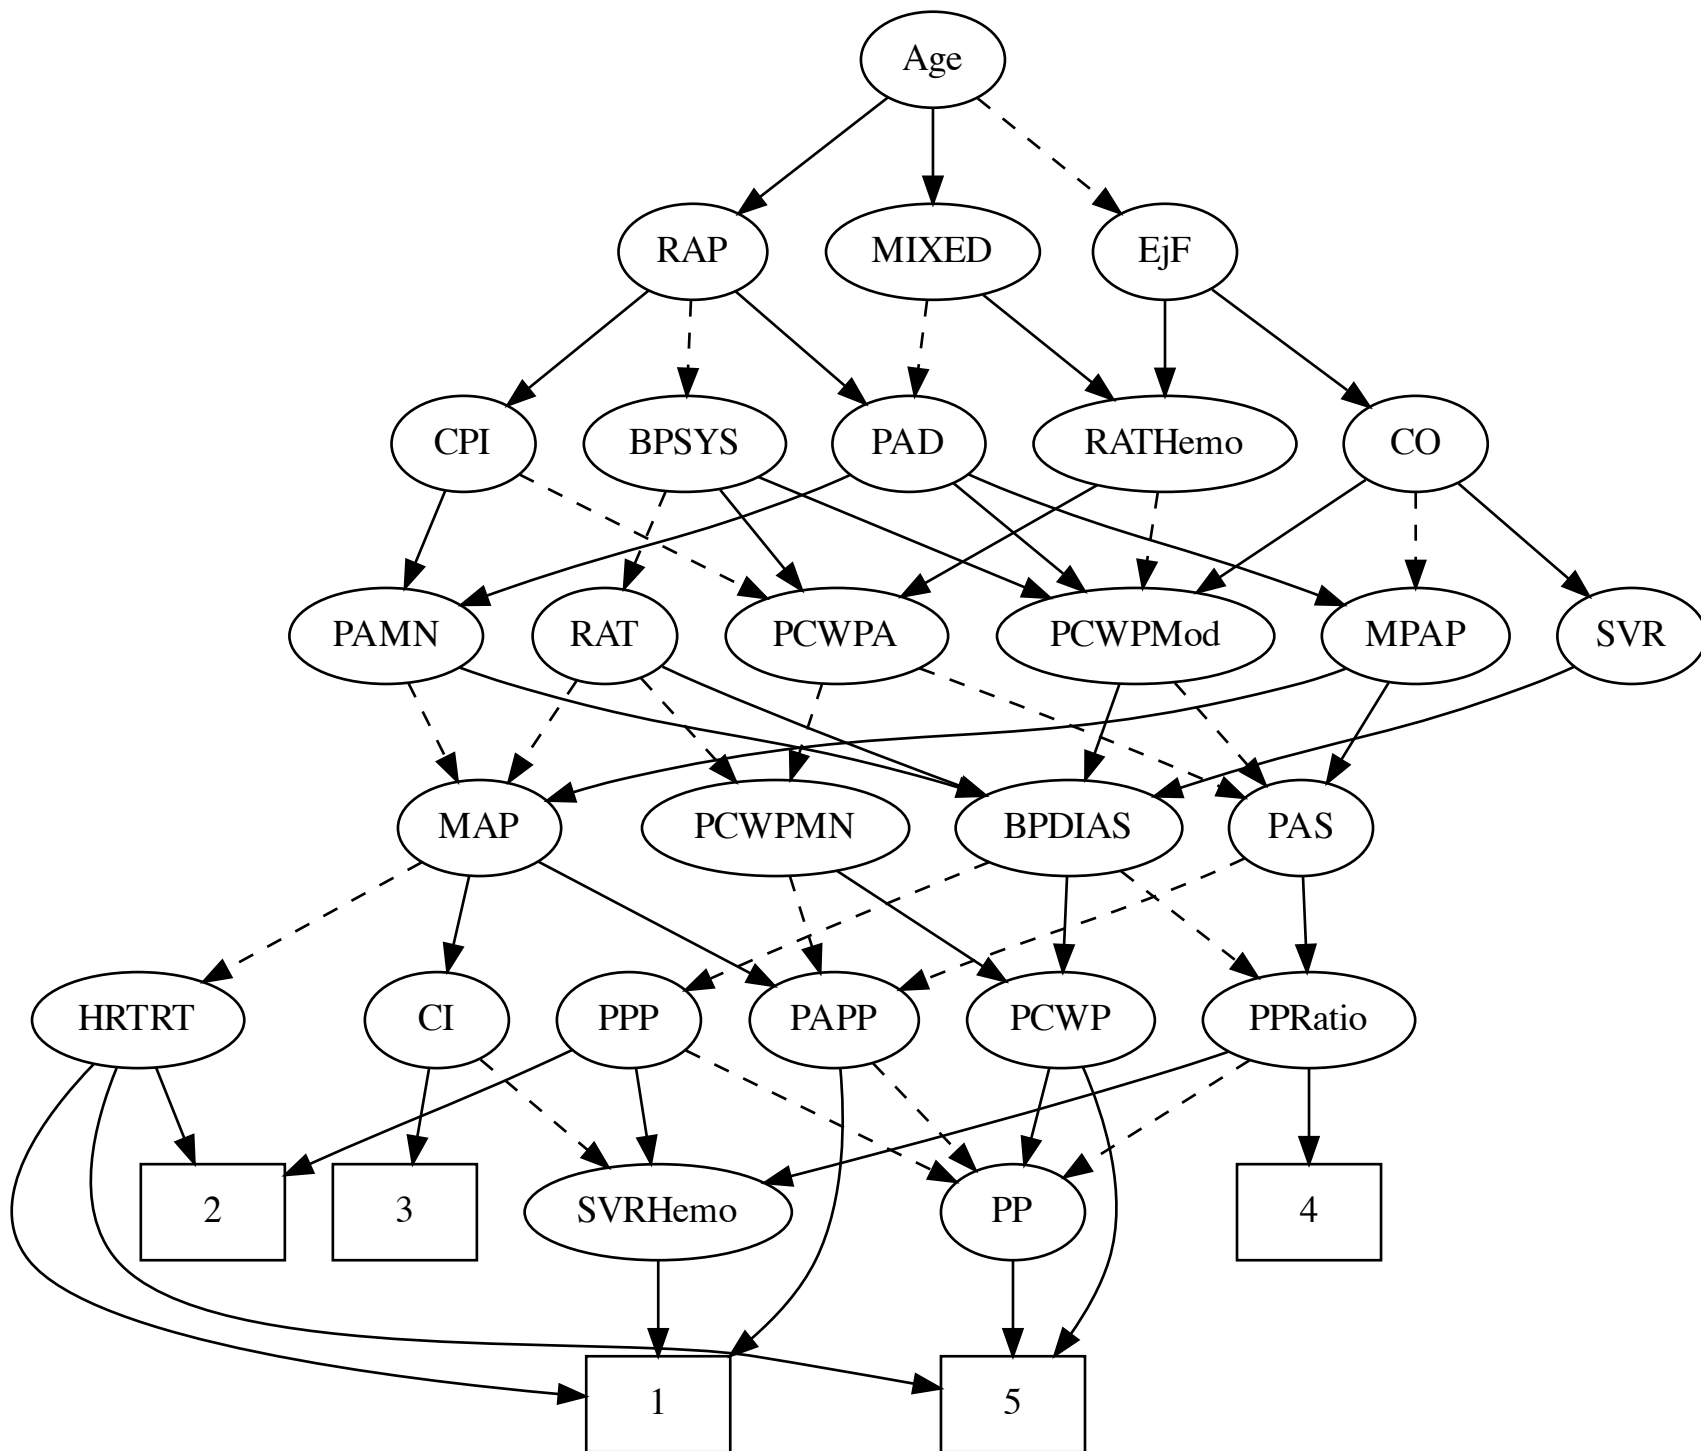 Age
RAP
MIXED
EjF
CPI
BPSYS
PAD
RATHemo
CO
PAMN
RAT
PCWPA
PCWPMod
MPAP
SVR
MAP
PCWPMN
BPDIAS
PAS
HRTRT
CI
PPP
PAPP
PCWP
PPRatio
2
3
SVRHemo
PP
4
1
5